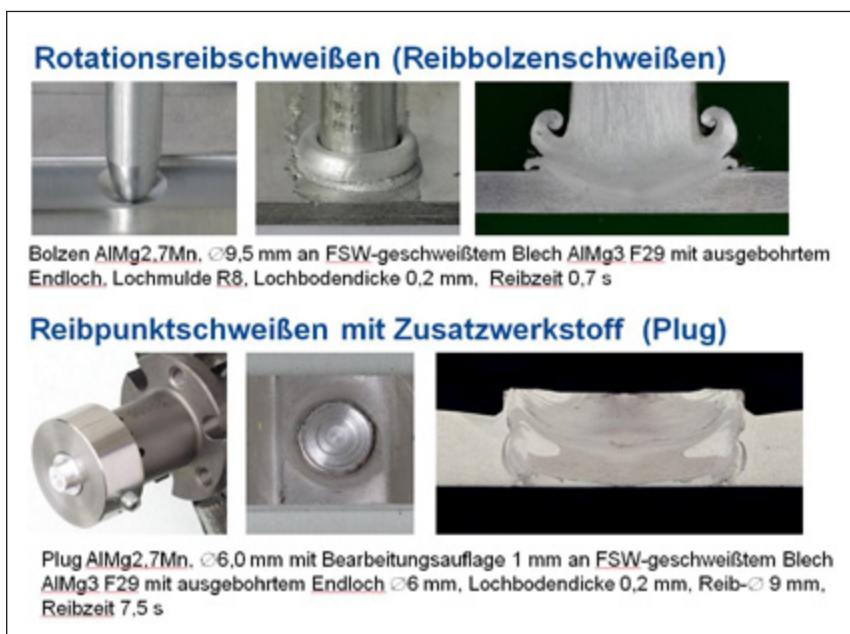 Rotationsreibschweißen (Reibbolzenschweißen)
Bolzen AlMg2,7Mn, ∅9,5 mm an FSW-geschweißtem Blech AlMg3 F29 mit ausgebohrtem
Endloch, Lochmulde R8, Lochbodendicke 0,2 mm, Reibzeit 0,7 s
Reibpunktschweißen mit Zusatzwerkstoff (Plug)
Plug AlMg2,7Mn, ∅6,0 mm mit Bearbeitungsauflage 1 mm an FSW-geschweißtem Blech
AlMg3 F29 mit ausgebohrtem Endloch ∅6 mm, Lochbodendicke 0,2 mm, Reib-∅ 9 mm,
Reibzeit 7,5 s